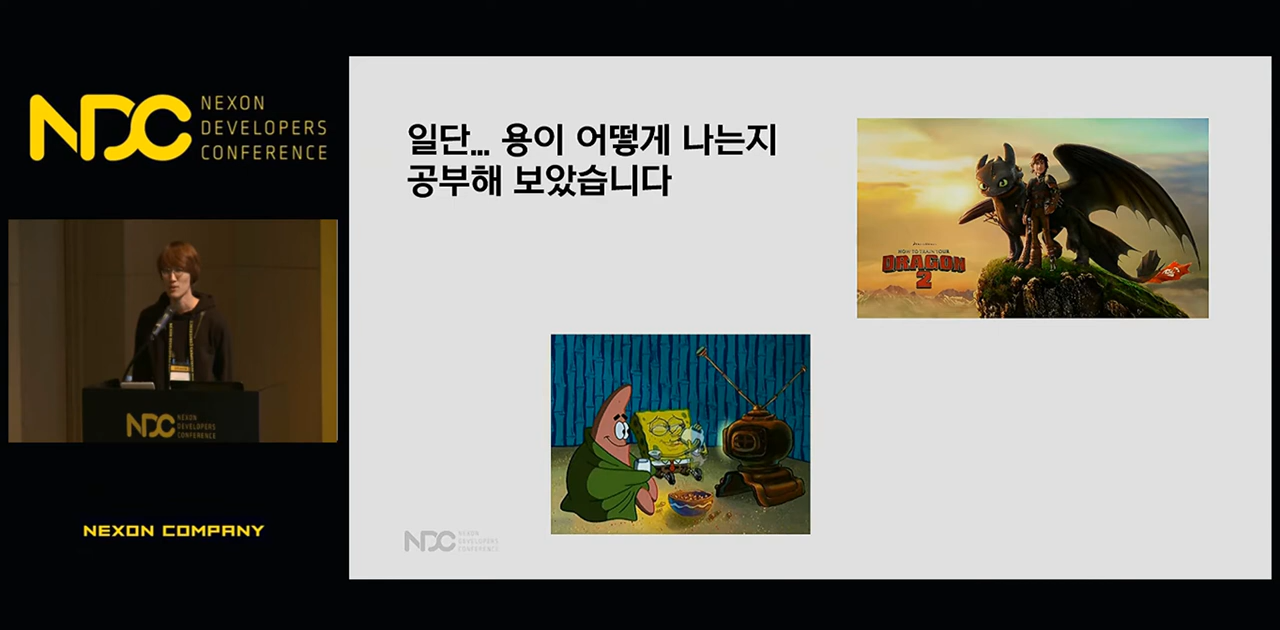 NDC
NEXON
DEVELOPERS
CONFERENCE
일단... 용이 어떻게 나는지
공부해 보았습니다
HOW TO TRAIN YOUR
DRAGON
2
NDC
NEXON
DEVELOPERS
CONFERENCE
NEXON COMPANY
NDC
NEXON
DEVELOPERS
CONFERENCE